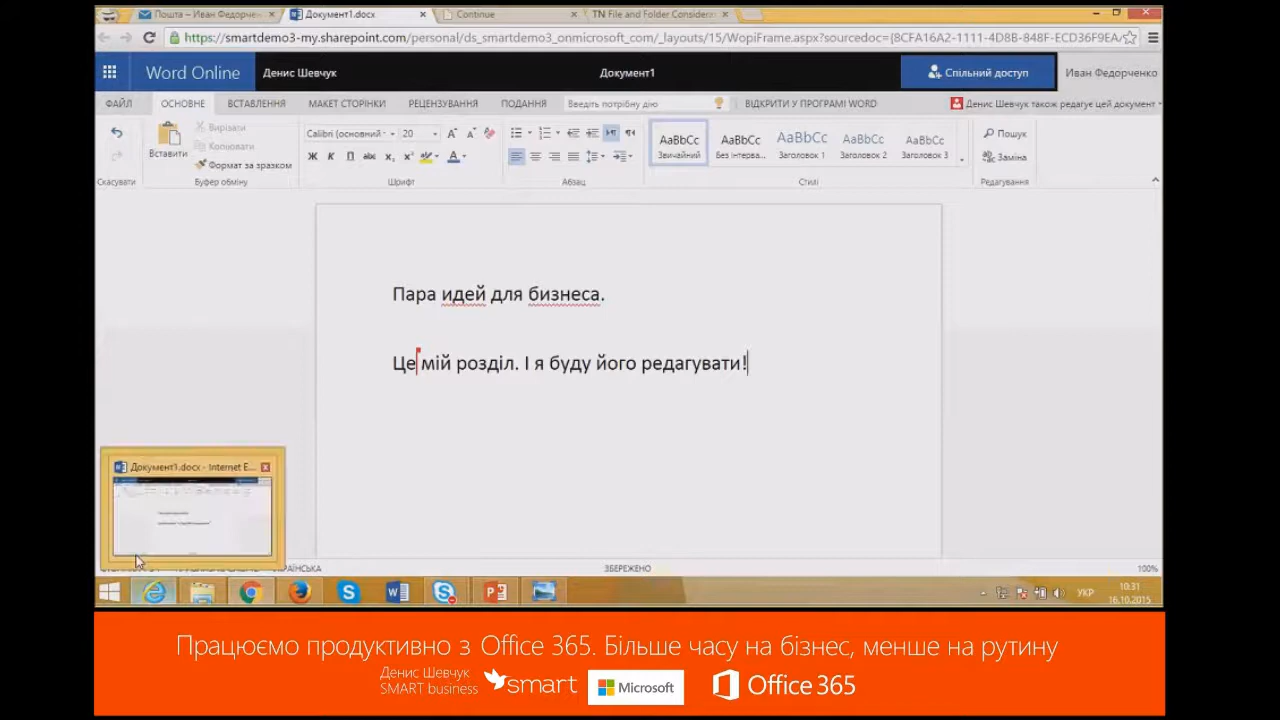 Пошта – Иван Федорчен
Документ1.docx
Continue
TN File and Folder Considera
https://smartdemo3-my.sharepoint.com/personal/ds_smartdemo3_onmicrosoft_com/_layouts/15/WopiFrame.aspx?sourcedoc={8CFA16A2-1111-4D8B-848F-ECD36F9EA/
Word Online
Денис Шевчук
Документ1
Спільний доступ
Иван Федорченко
ФАЙЛ
ОСНОВНЕ
ВСТАВЛЕННЯ
МАКЕТ СТОРІНКИ
РЕЦЕНЗУВАННЯ
ПОДАННЯ
Введіть потрібну дію
ВІДКРИТИ У ПРОГРАМІ WORD
Денис Шевчук також редагує цей документ
Вставити
Вирізати
Копіювати
Формат за зразком
Calibri (основний
20
Ж К П abc x₂ x²
AaBbCc
Звичайний
AaBbCc
Без інтерва...
AaBbCc
Заголовок 1
AaBbCc
Заголовок 2
AaBbCc
Заголовок 3
Пошук
Заміна
Скасувати
Буфер обміну
Шрифт
Абзац
Стилі
Редагування
Пара идей для бизнеса.
Це мій розділ. І я буду його редагувати!
Документ1.docx - Internet E...
УКРАЇНСЬКА
ЗБЕРЕЖЕНО
100%
УКР
10:31
16.10.2015
Працюємо продуктивно з Office 365. Більше часу на бізнес, менше на рутину
Денис Шевчук
SMART business
smart
Microsoft
Office 365